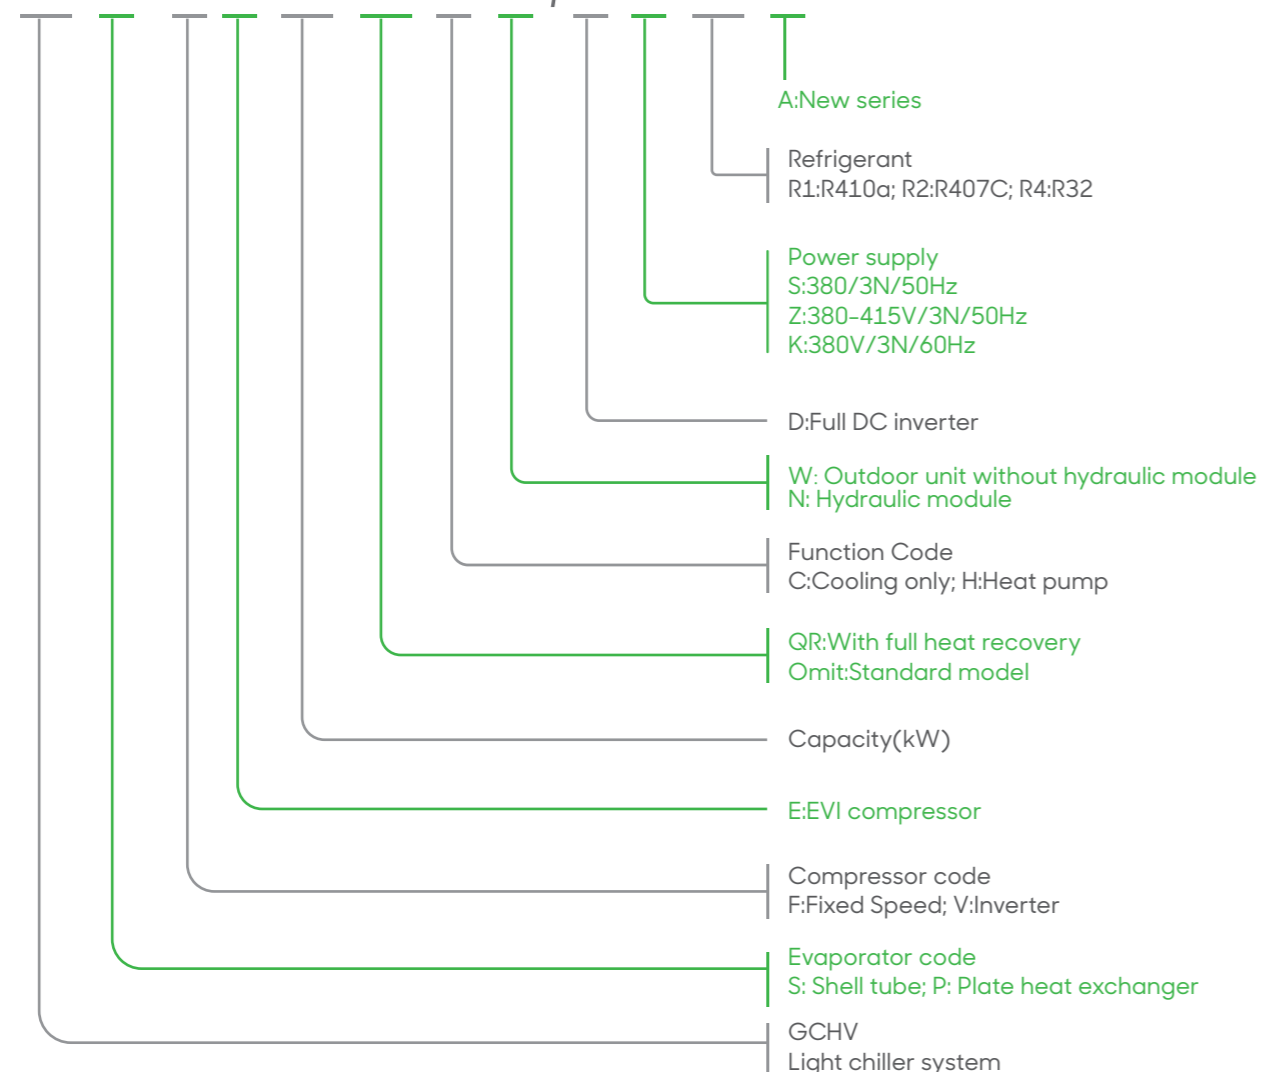 A:New series
Refrigerant
R1:R410a; R2:R407C; R4:R32
Power supply
S:380/3N/50Hz
Z:380-415V/3N/50Hz
K:380V/3N/60Hz
D:Full DC inverter
W: Outdoor unit without hydraulic module
N: Hydraulic module
Function Code
C:Cooling only; H:Heat pump
QR:With full heat recovery
Omit:Standard model
Capacity(kW)
E:EVI compressor
Compressor code
F:Fixed Speed; V:Inverter
Evaporator code
S: Shell tube; P: Plate heat exchanger
GCHV
Light chiller system